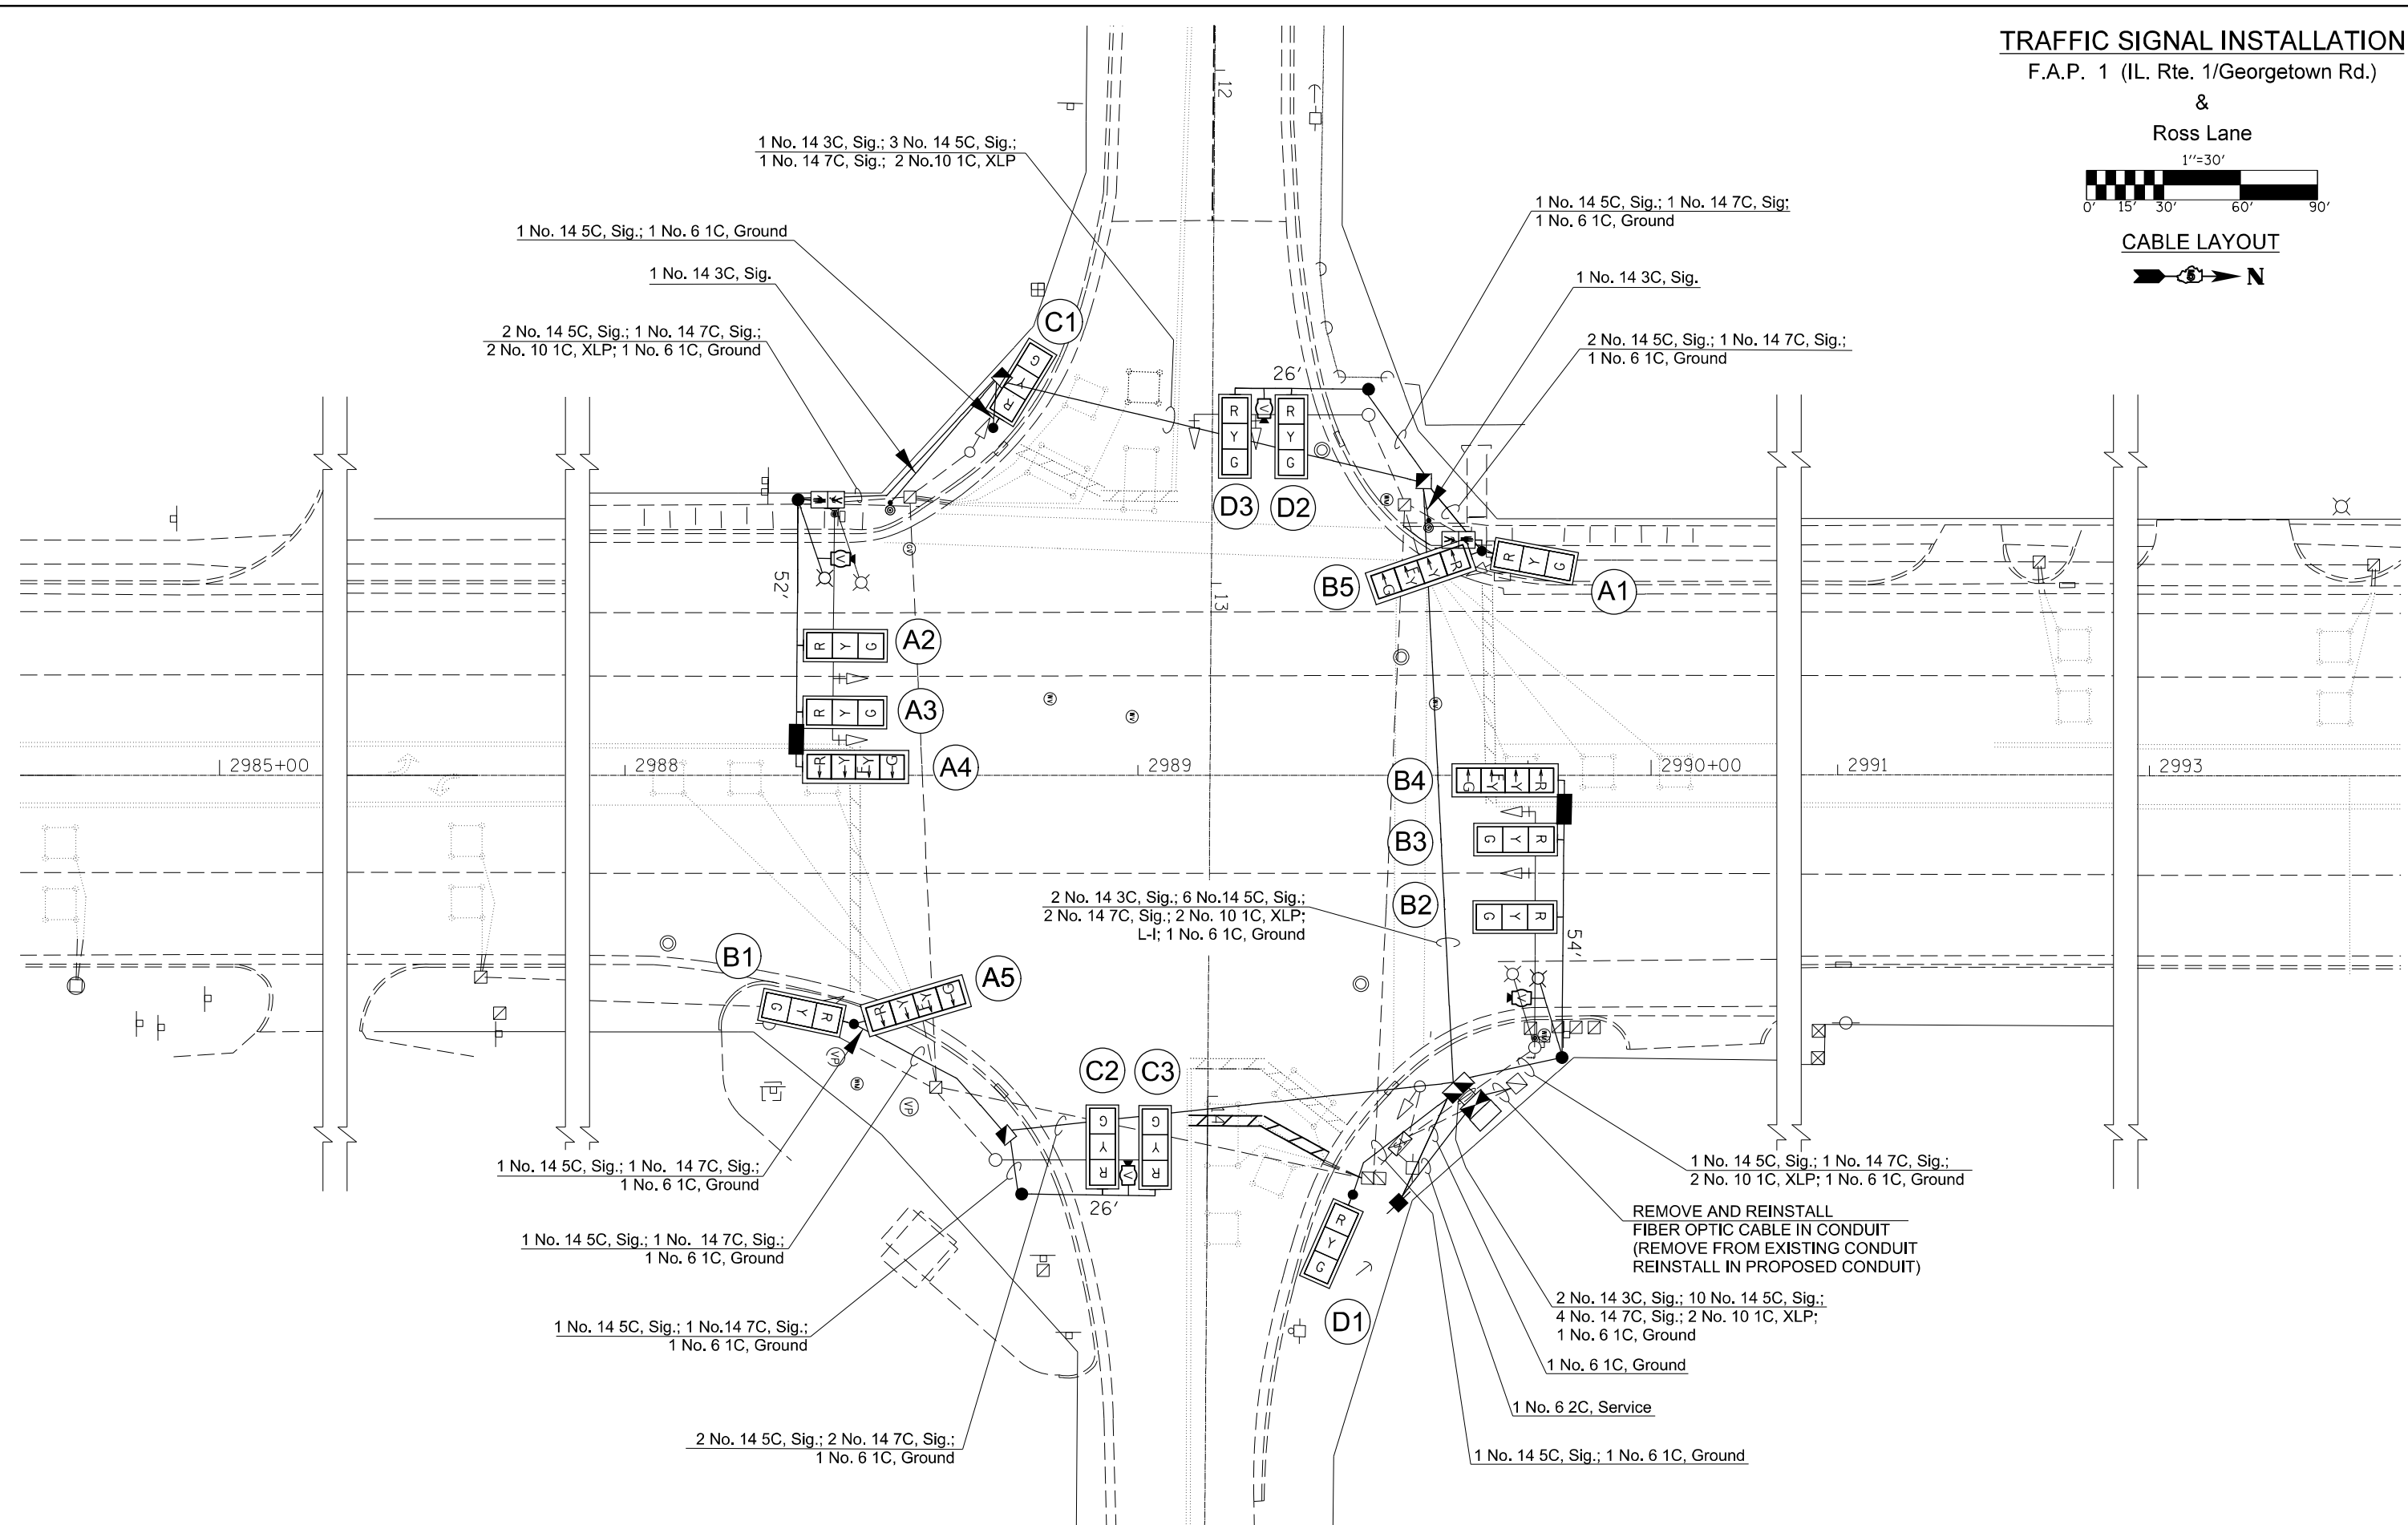 TRAFFIC SIGNAL INSTALLATION
F.A.P. 1 (IL. Rte. 1/Georgetown Rd.)
&
Ross Lane
1''=30'
0' 15' 30' 60' 90'
CABLE LAYOUT
N
12
1 No. 14 3C, Sig.; 3 No. 14 5C, Sig.;
1 No. 14 7C, Sig.; 2 No.10 1C, XLP
1 No. 14 5C, Sig.; 1 No. 14 7C, Sig;
1 No. 6 1C, Ground
1 No. 14 5C, Sig.; 1 No. 6 1C, Ground
1 No. 14 3C, Sig.
1 No. 14 3C, Sig.
2 No. 14 5C, Sig.; 1 No. 14 7C, Sig.;
2 No. 10 1C, XLP; 1 No. 6 1C, Ground
2 No. 14 5C, Sig.; 1 No. 14 7C, Sig.;
1 No. 6 1C, Ground
C1
R Y G
26'
V
R Y G
R Y G
D3
D2
V
52'
13
B5
G FY Y R
R Y G
A1
R Y G
A2
R Y G
A3
R Y FY G
A4
2985+00
2988
2989
2990+00
2991
2993
B4
G FY Y R
B3
G Y R
B2
G Y R
54'
V
2 No. 14 3C, Sig.; 6 No.14 5C, Sig.;
2 No. 14 7C, Sig.; 2 No. 10 1C, XLP;
L-I; 1 No. 6 1C, Ground
B1
G Y R
R Y FY G
A5
VP
VP
C2
C3
G Y R
G Y R
V
26'
14
R Y G
D1
1 No. 14 5C, Sig.; 1 No. 14 7C, Sig.;
1 No. 6 1C, Ground
1 No. 14 5C, Sig.; 1 No. 14 7C, Sig.;
2 No. 10 1C, XLP; 1 No. 6 1C, Ground
REMOVE AND REINSTALL
FIBER OPTIC CABLE IN CONDUIT
(REMOVE FROM EXISTING CONDUIT
REINSTALL IN PROPOSED CONDUIT)
1 No. 14 5C, Sig.; 1 No. 14 7C, Sig.;
1 No. 6 1C, Ground
2 No. 14 3C, Sig.; 10 No. 14 5C, Sig.;
4 No. 14 7C, Sig.; 2 No. 10 1C, XLP;
1 No. 6 1C, Ground
1 No. 14 5C, Sig.; 1 No.14 7C, Sig.;
1 No. 6 1C, Ground
1 No. 6 1C, Ground
1 No. 6 2C, Service
2 No. 14 5C, Sig.; 2 No. 14 7C, Sig.;
1 No. 6 1C, Ground
1 No. 14 5C, Sig.; 1 No. 6 1C, Ground